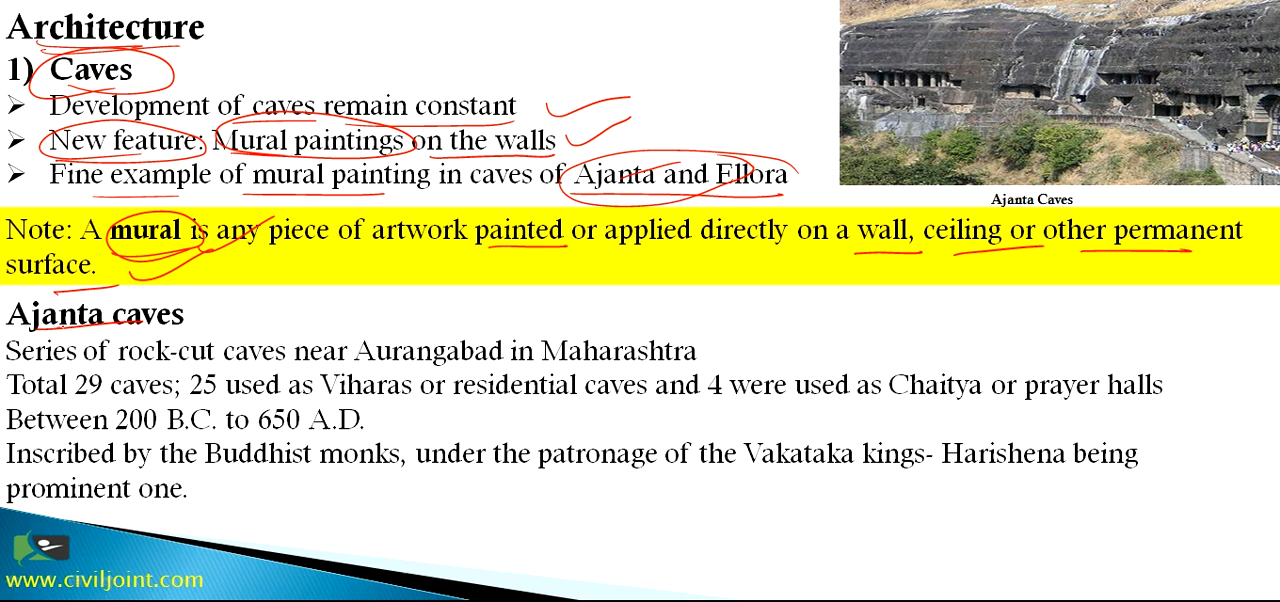 Architecture
1) Caves
➢ Development of caves remain constant
➢ New feature: Mural paintings on the walls
➢ Fine example of mural painting in caves of Ajanta and Ellora
Ajanta Caves
Note: A mural is any piece of artwork painted or applied directly on a wall, ceiling or other permanent
surface.
Ajanta caves
Series of rock-cut caves near Aurangabad in Maharashtra
Total 29 caves; 25 used as Viharas or residential caves and 4 were used as Chaitya or prayer halls
Between 200 B.C. to 650 A.D.
Inscribed by the Buddhist monks, under the patronage of the Vakataka kings- Harishena being
prominent one.
www.civiljoint.com